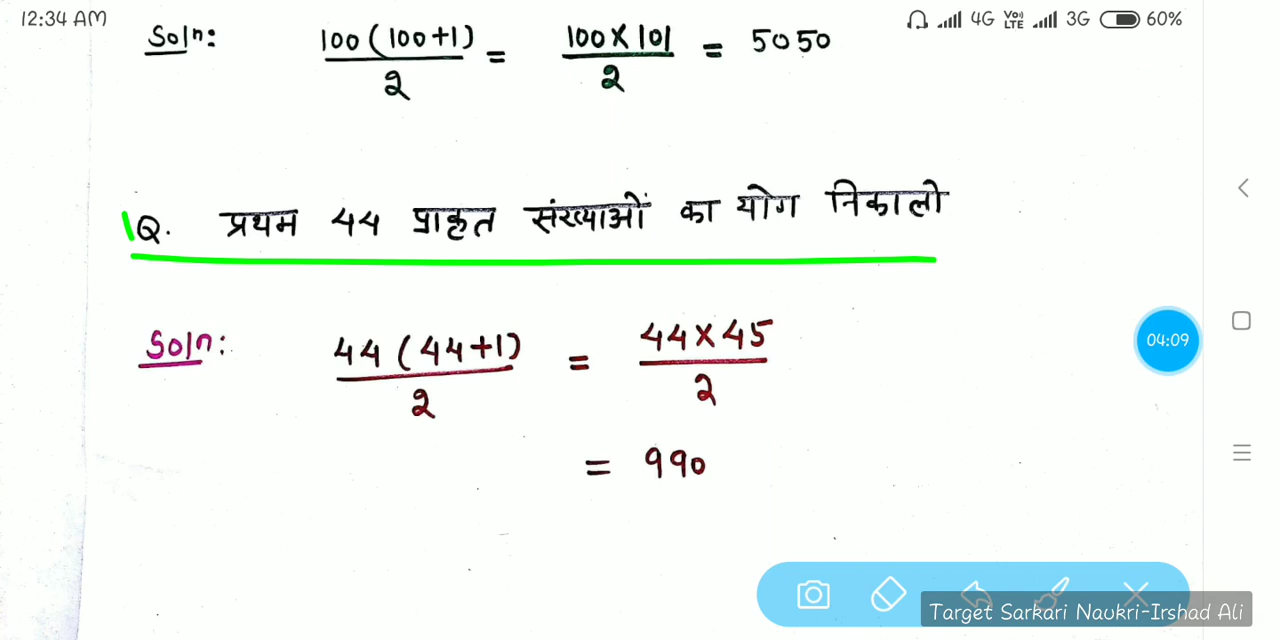 12:34 AM 4G VoLTE 3G 60%
Soln: 100(100+1)/2 = 100×101/2 = 5050
Q. प्रथम 44 प्राकृत संख्याओं का योग निकालो
Soln: 44(44+1)/2 = 44×45/2
04:09
= 990
Target Sarkari Naukri-Irshad Ali